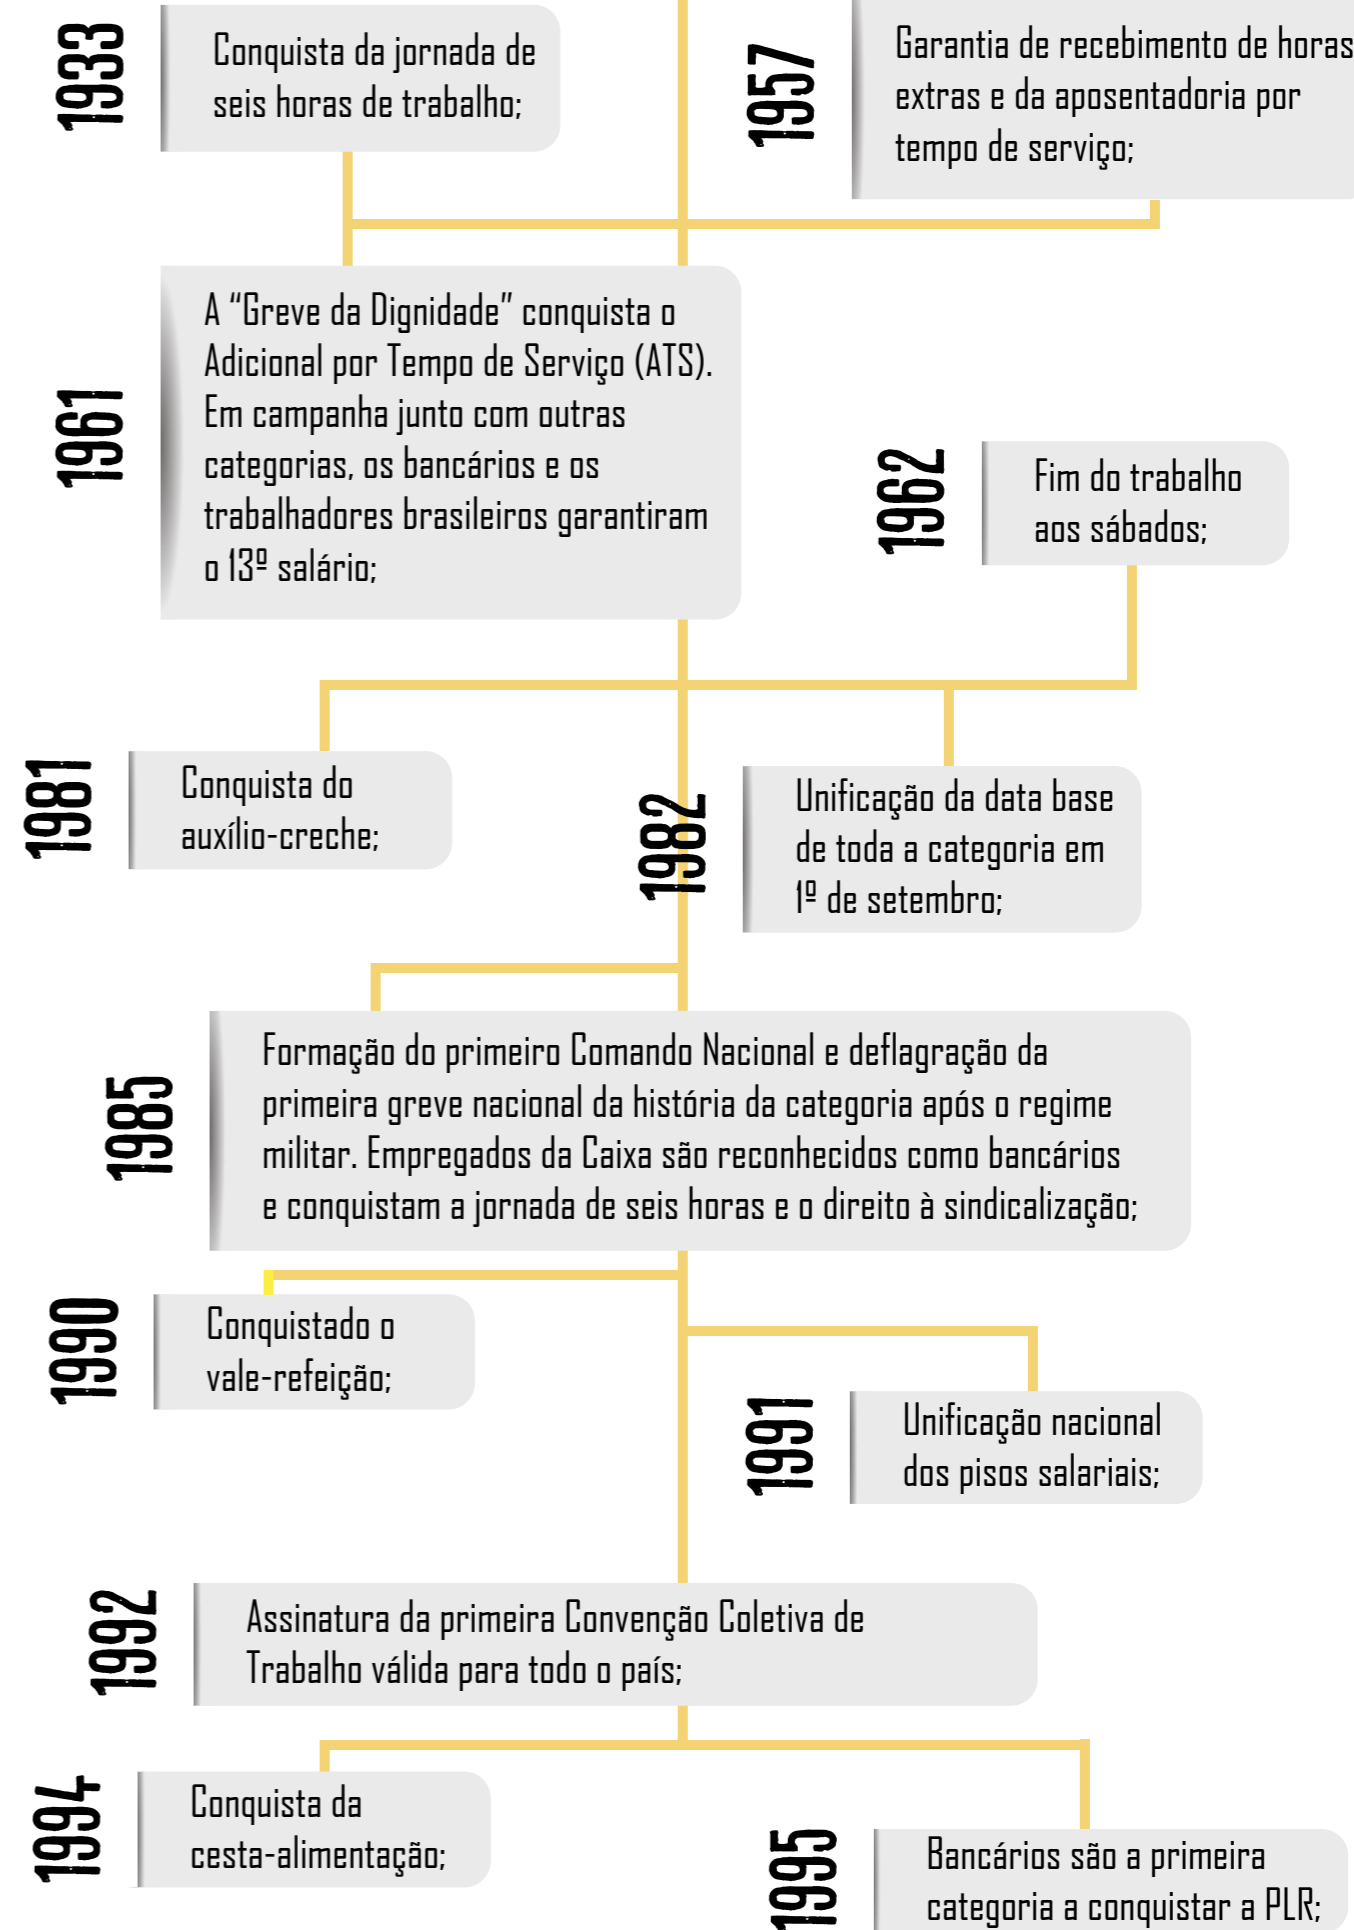 1933
Conquista da jornada de
seis horas de trabalho;
1957
Garantia de recebimento de horas
extras e da aposentadoria por
tempo de serviço;
1961
A “Greve da Dignidade” conquista o
Adicional por Tempo de Serviço (ATS).
Em campanha junto com outras
categorias, os bancários e os
trabalhadores brasileiros garantiram
o 13º salário;
1962
Fim do trabalho
aos sábados;
1981
Conquista do
auxílio-creche;
1982
Unificação da data base
de toda a categoria em
1º de setembro;
1985
Formação do primeiro Comando Nacional e deflagração da
primeira greve nacional da história da categoria após o regime
militar. Empregados da Caixa são reconhecidos como bancários
e conquistam a jornada de seis horas e o direito à sindicalização;
1990
Conquistado o
vale-refeição;
1991
Unificação nacional
dos pisos salariais;
1992
Assinatura da primeira Convenção Coletiva de
Trabalho válida para todo o país;
1994
Conquista da
cesta-alimentação;
1995
Bancários são a primeira
categoria a conquistar a PLR;